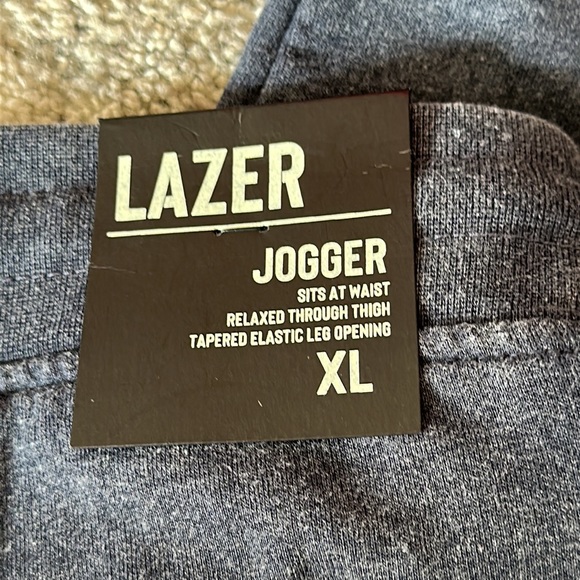 LAZER
JOGGER
SITS AT WAIST
RELAXED THROUGH THIGH
TAPERED ELASTIC LEG OPENING
XL